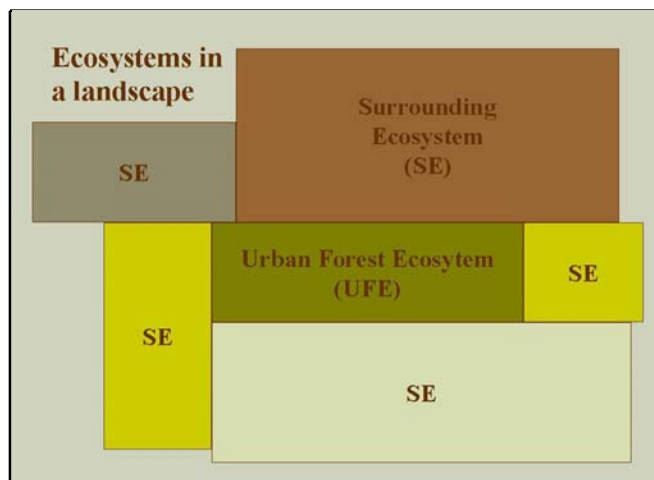 Ecosystems in
a landscape
Surrounding
Ecosystem
(SE)
SE
Urban Forest Ecosytem
(UFE)
SE
SE
SE